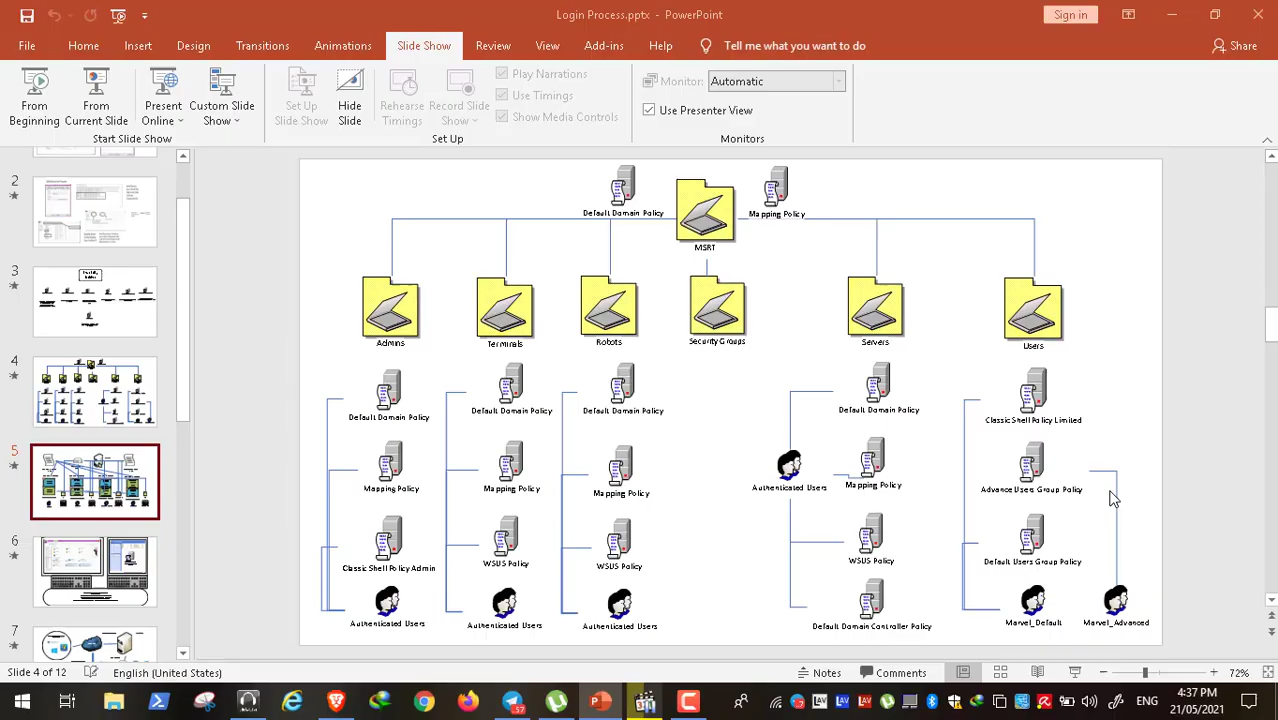 Login Process.pptx - PowerPoint
Sign in
File Home Insert Design Transitions Animations Slide Show Review View Add-ins Help Tell me what you want to do Share
From Beginning
From Current Slide
Present Online
Custom Slide Show
Set Up Slide Show
Hide Slide
Rehearse Timings
Record Slide Show
Play Narrations
Use Timings
Show Media Controls
Monitor: Automatic
Use Presenter View
Start Slide Show
Set Up
Monitors
2
3
4
5
6
7
Default Domain Policy
Mapping Policy
MSRT
Admins
Terminals
Robots
Security Groups
Servers
Users
Default Domain Policy
Default Domain Policy
Default Domain Policy
Default Domain Policy
Classic Shell Policy Limited
Mapping Policy
Mapping Policy
Mapping Policy
Authenticated Users
Mapping Policy
Advance Users Group Policy
Classic Shell Policy Admin
WSUS Policy
WSUS Policy
WSUS Policy
Default Users Group Policy
Authenticated Users
Authenticated Users
Authenticated Users
Default Domain Controller Policy
Marvel_Default
Marvel_Advanced
Slide 4 of 12
English (United States)
Notes
Comments
72%
57
LAV
LAV
LAV
ENG
4:37 PM
21/05/2021